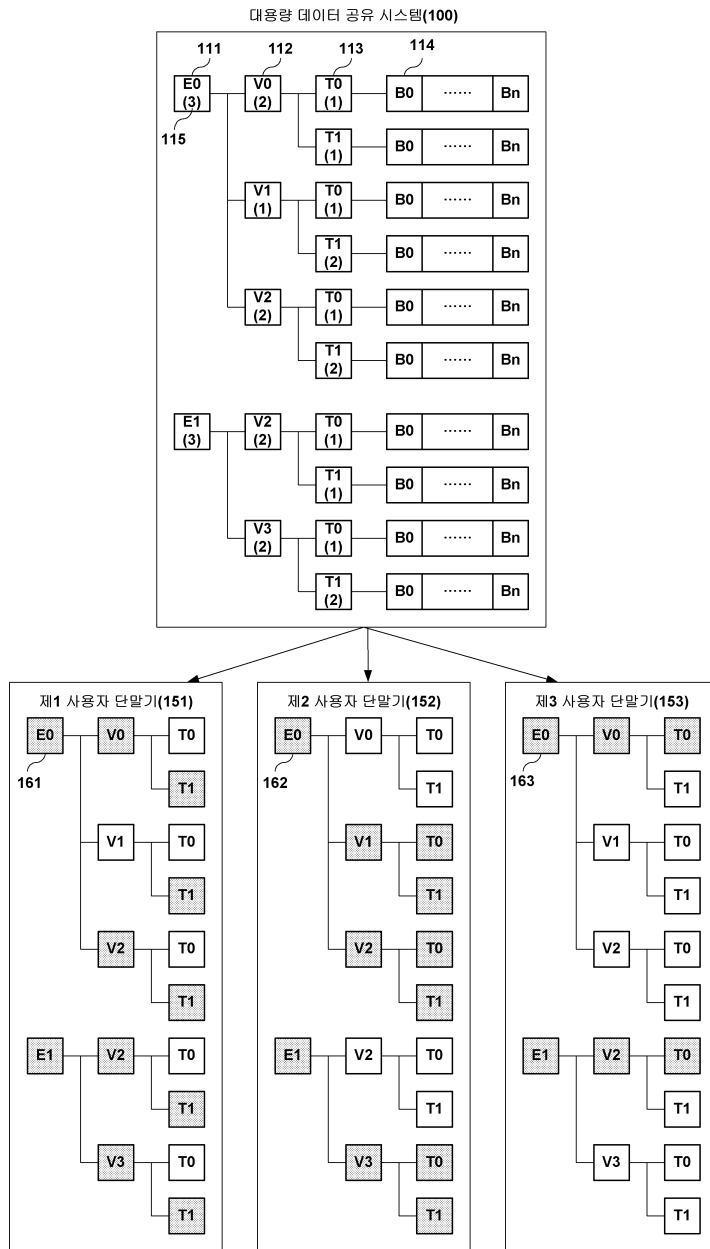 대용량 데이터 공유 시스템(100)
111 112 113 114
E0 (3) V0 (2) T0 (1) B0 ······ Bn
115
T1 (1) B0 ······ Bn
V1 (1) T0 (1) B0 ······ Bn
T1 (2) B0 ······ Bn
V2 (2) T0 (1) B0 ······ Bn
T1 (2) B0 ······ Bn
E1 (3) V2 (2) T0 (1) B0 ······ Bn
T1 (1) B0 ······ Bn
V3 (2) T0 (1) B0 ······ Bn
T1 (2) B0 ······ Bn
제1 사용자 단말기(151)
E0 V0 T0
161
T1
V1 T0
T1
V2 T0
T1
E1 V2 T0
T1
V3 T0
T1
제2 사용자 단말기(152)
E0 V0 T0
162
T1
V1 T0
T1
V2 T0
T1
E1 V2 T0
T1
V3 T0
T1
제3 사용자 단말기(153)
E0 V0 T0
163
T1
V1 T0
T1
V2 T0
T1
E1 V2 T0
T1
V3 T0
T1